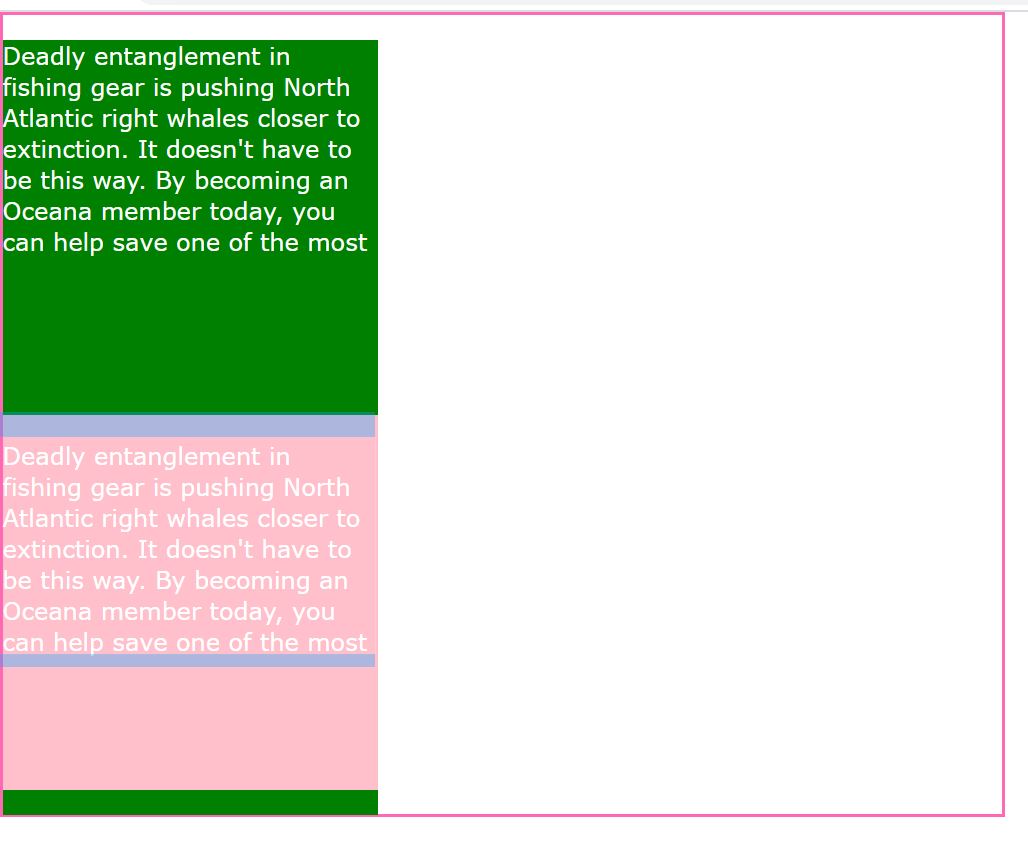 Deadly entanglement in
fishing gear is pushing North
Atlantic right whales closer to
extinction. It doesn't have to
be this way. By becoming an
Oceana member today, you
can help save one of the most
Deadly entanglement in
fishing gear is pushing North
Atlantic right whales closer to
extinction. It doesn't have to
be this way. By becoming an
Oceana member today, you
can help save one of the most